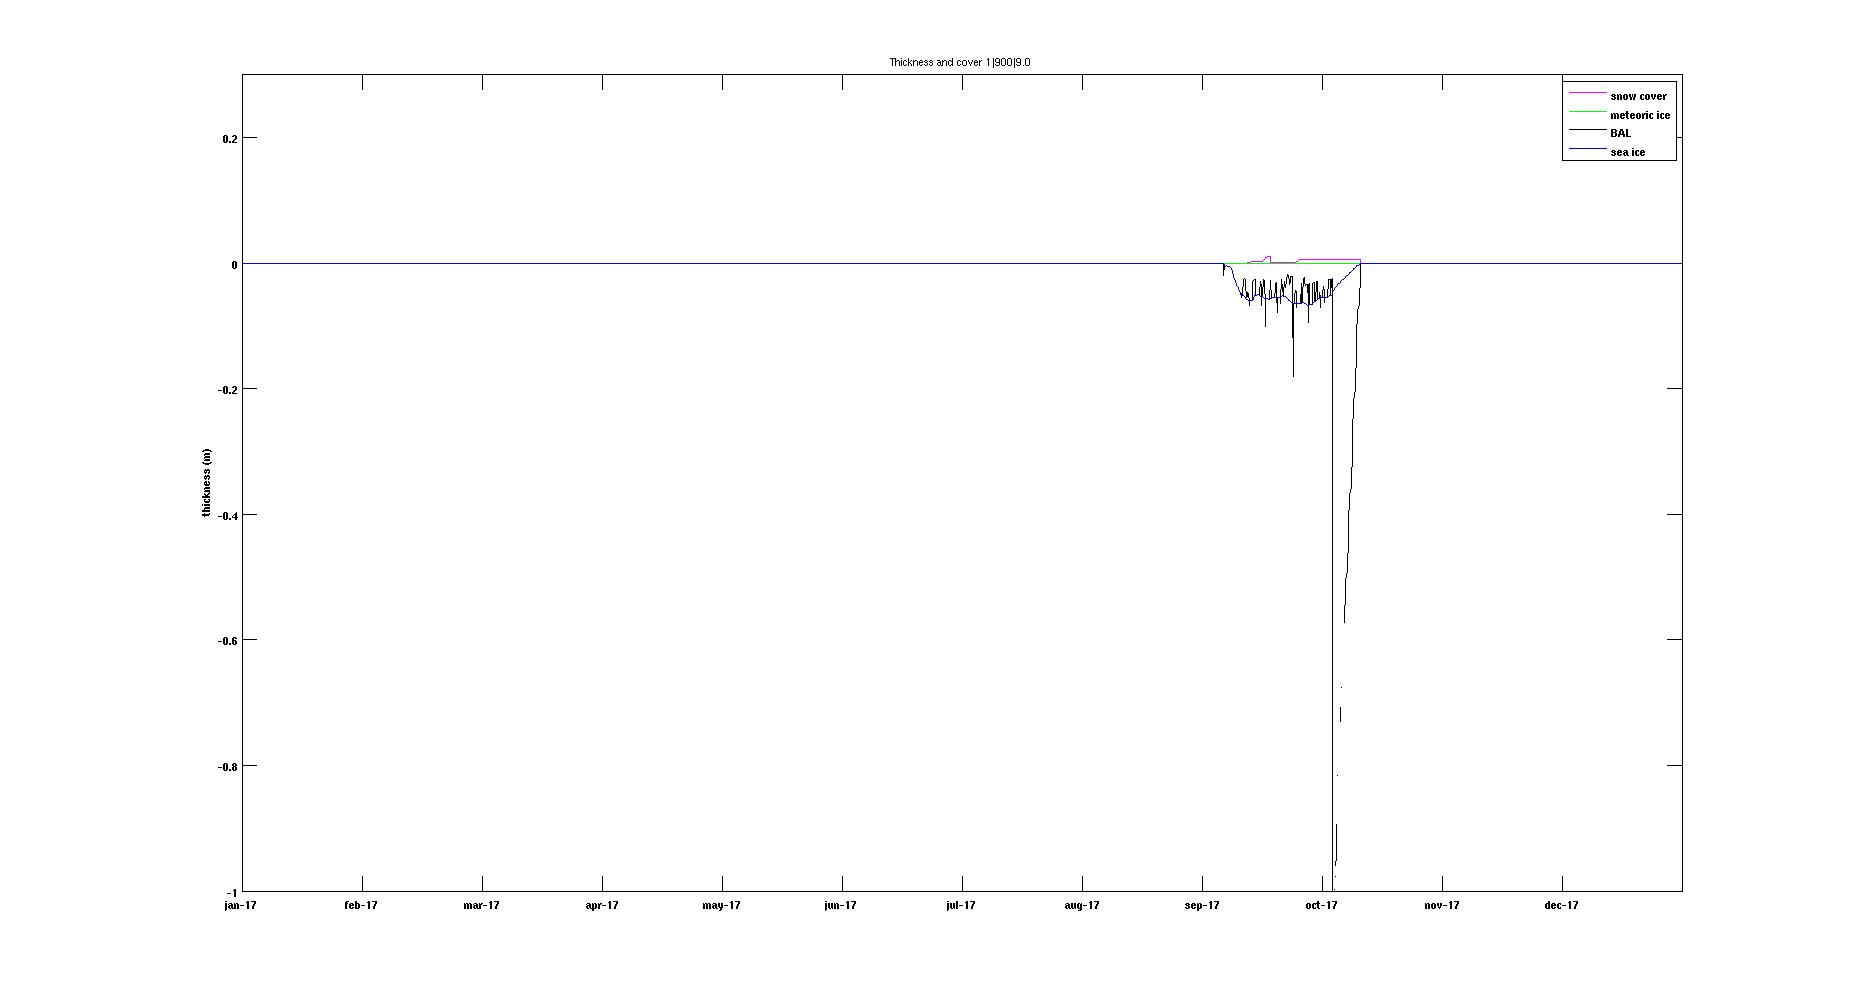 Thickness and cover 1|900|9.0
snow cover
meteoric ice
BAL
sea ice
0.2
0
-0.2
-0.4
-0.6
-0.8
-1
thickness (m)
jan-17 feb-17 mar-17 apr-17 may-17 jun-17 jul-17 aug-17 sep-17 oct-17 nov-17 dec-17